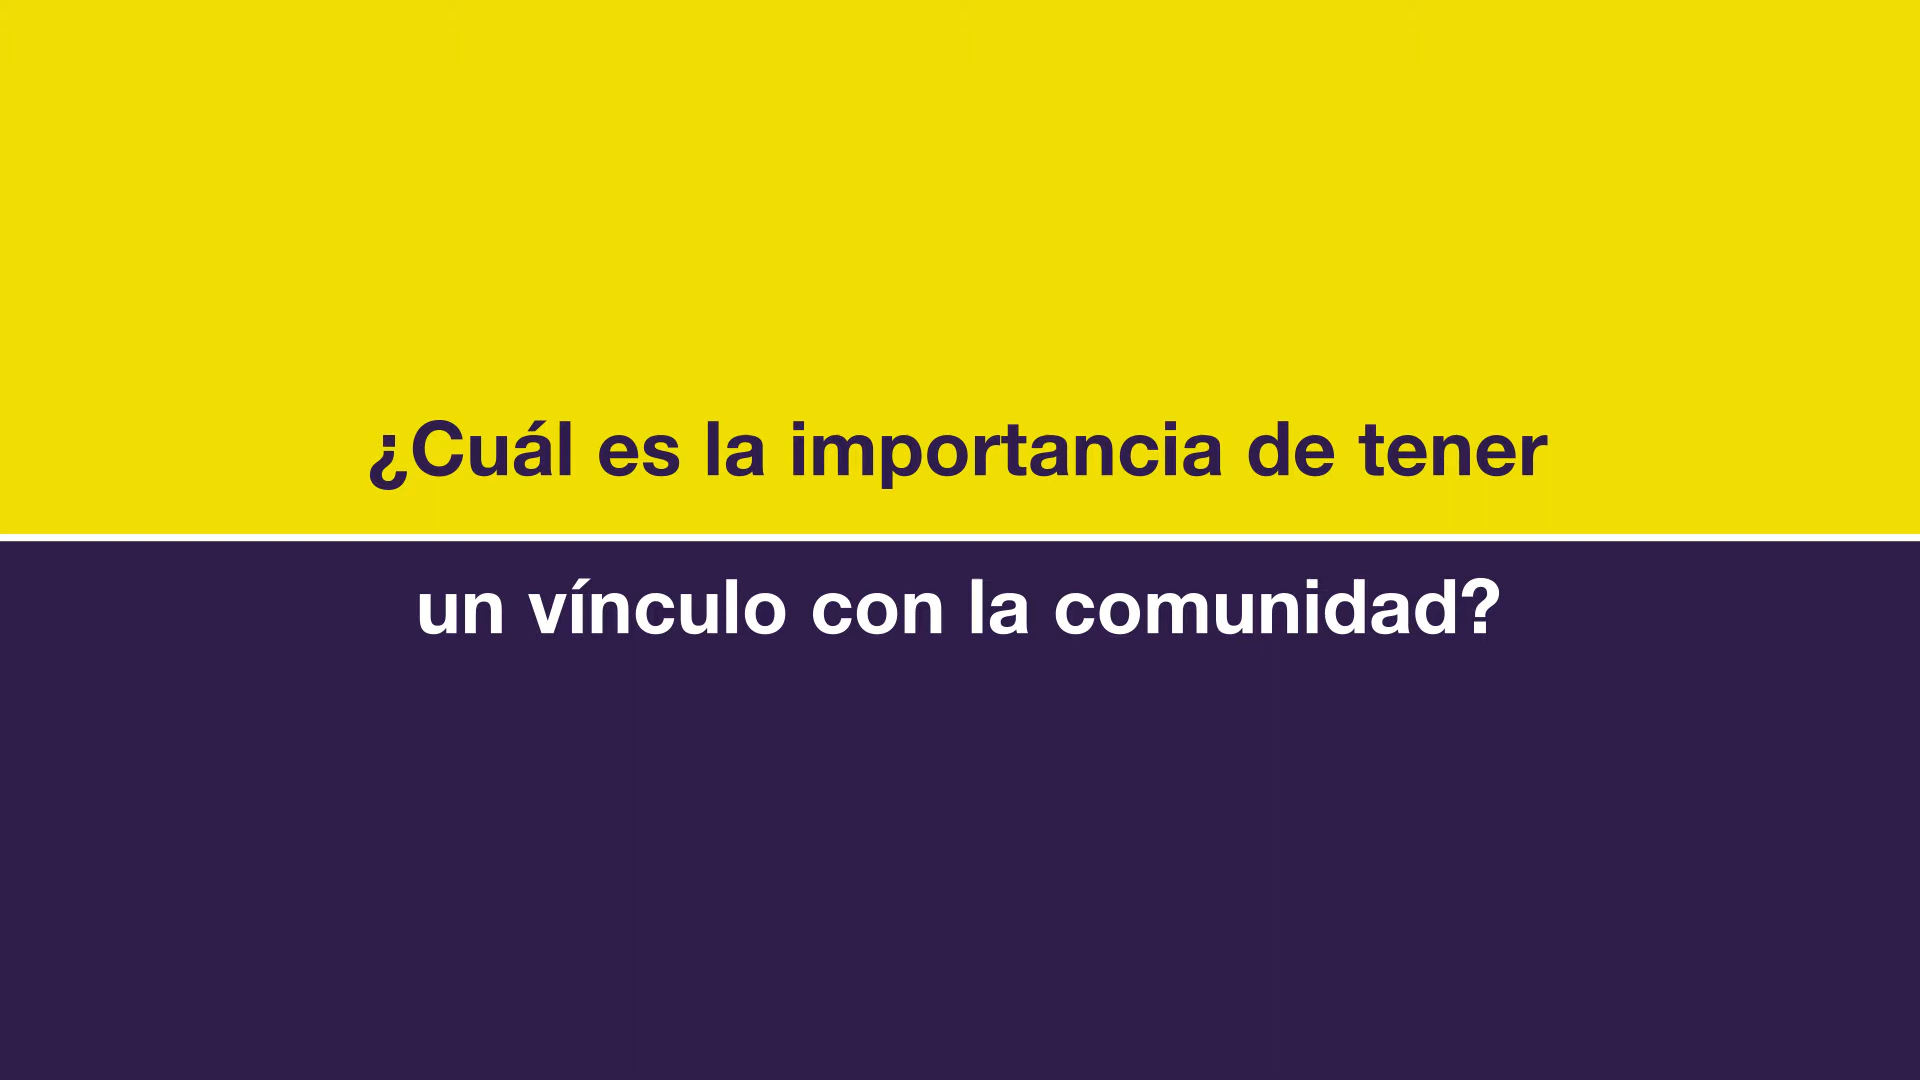 ¿Cuál es la importancia de tener
un vínculo con la comunidad?